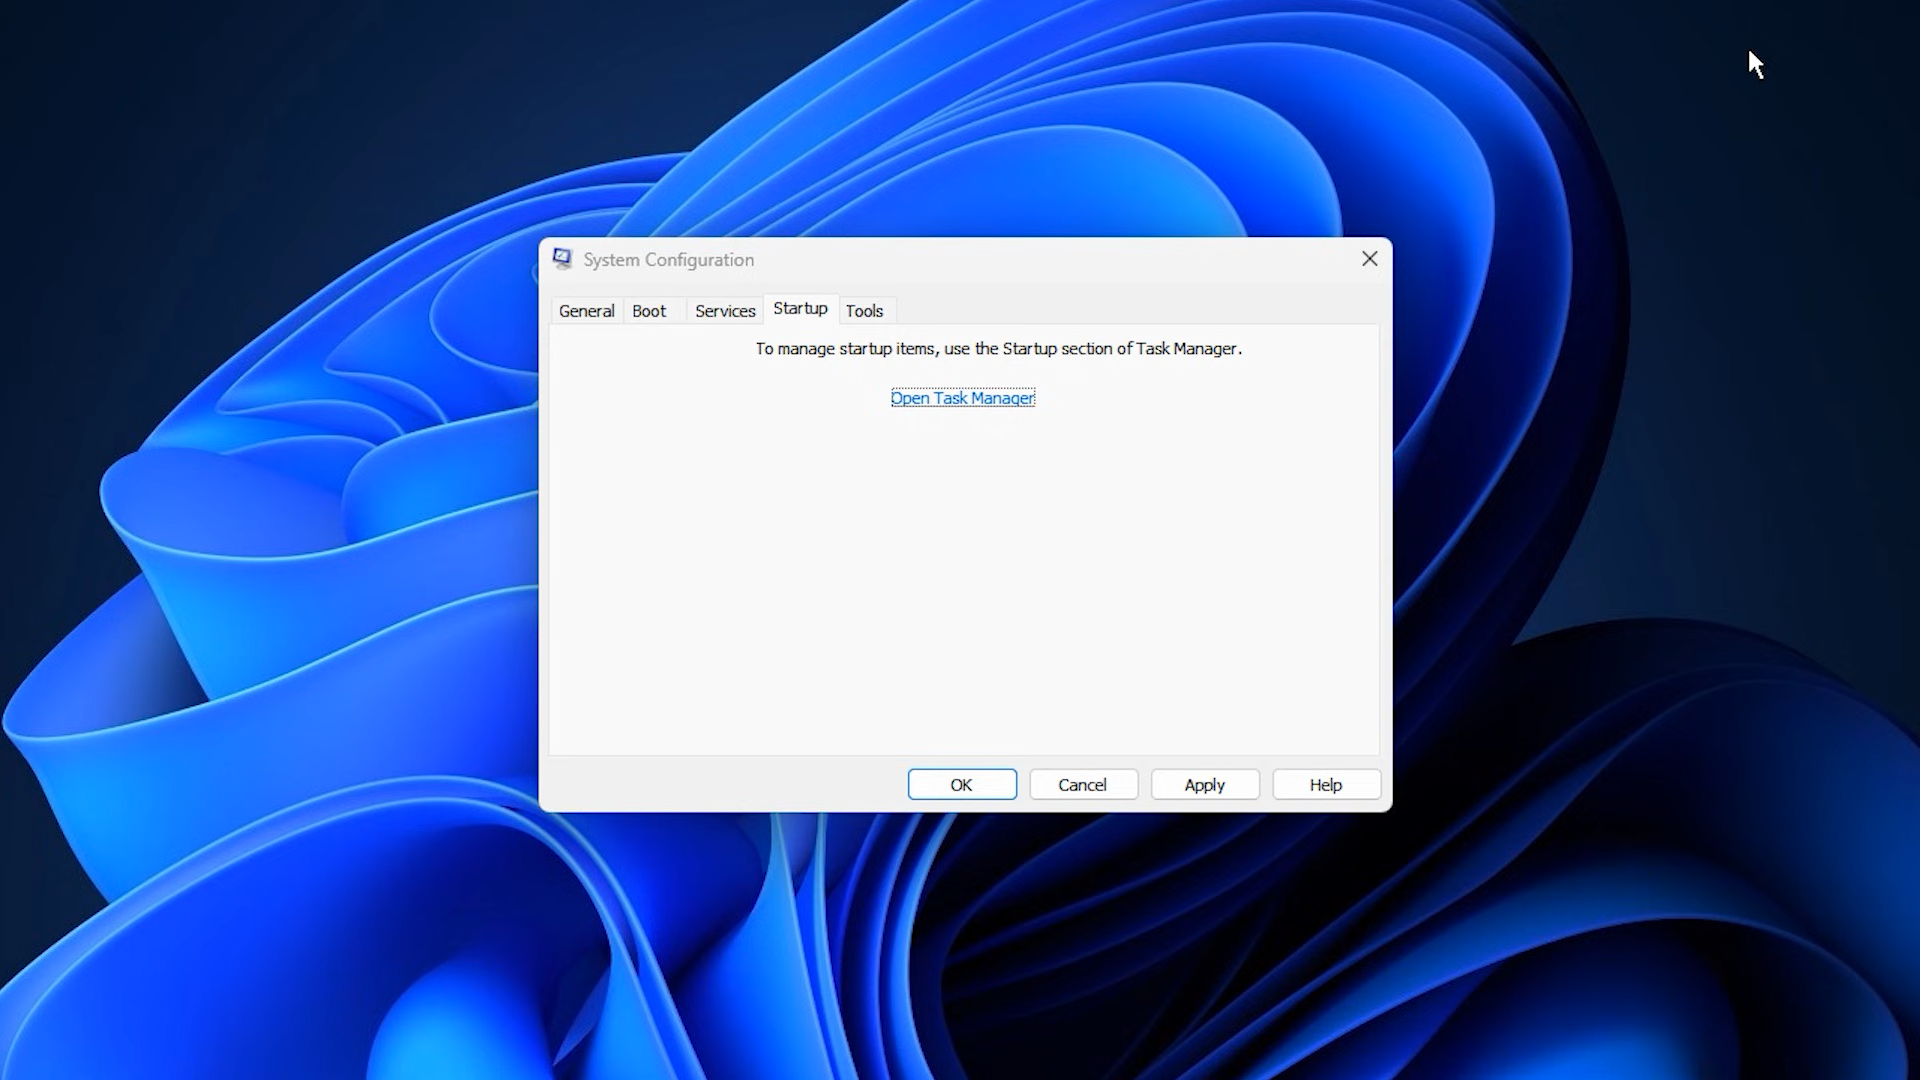 System Configuration
General Boot Services Startup Tools
To manage startup items, use the Startup section of Task Manager.
Open Task Manager
OK Cancel Apply Help